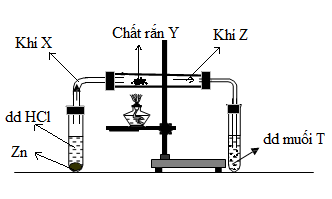 Chất rắn Y
Khí X
Khí Z
dd HCl
Zn
dd muối T